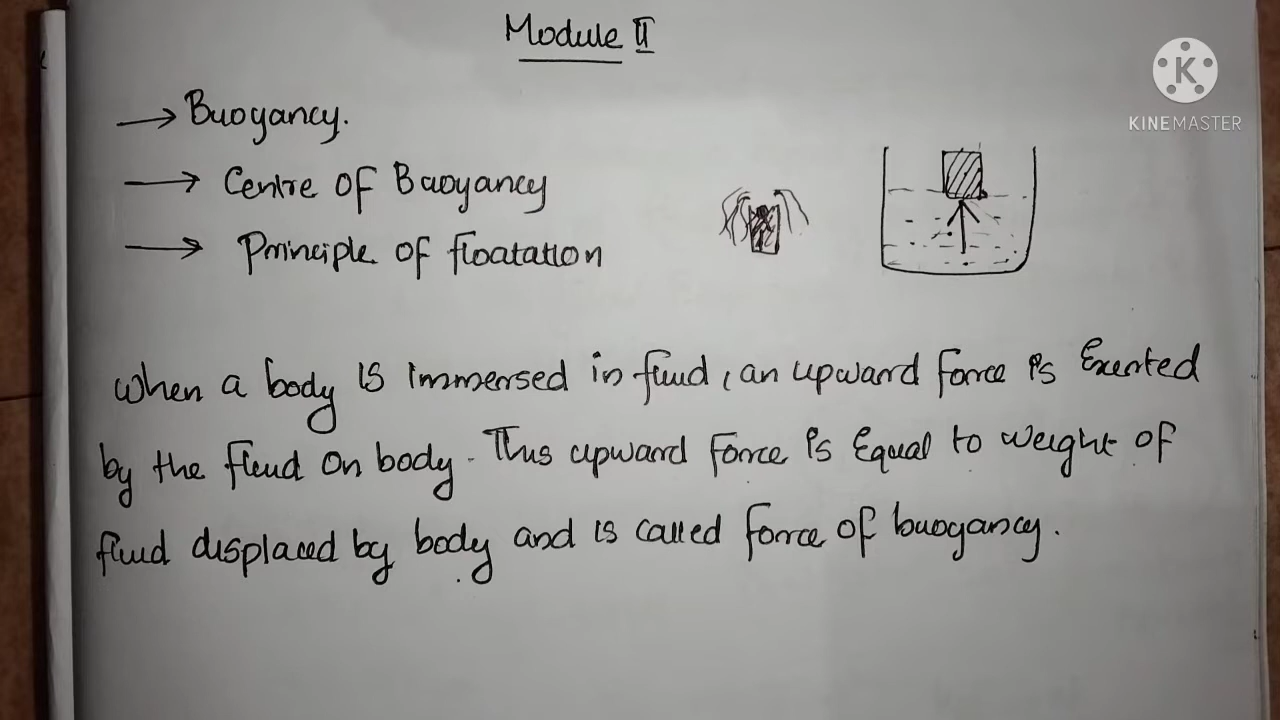 Module II
K
KINEMASTER
→ Buoyancy.
→ Centre of Buoyancy
→ Principle of floatation
When a body is immersed in fluid, an upward force is Exerted
by the fluid on body. This upward force is Equal to weight of
fluid displaced by body and is called force of buoyancy.